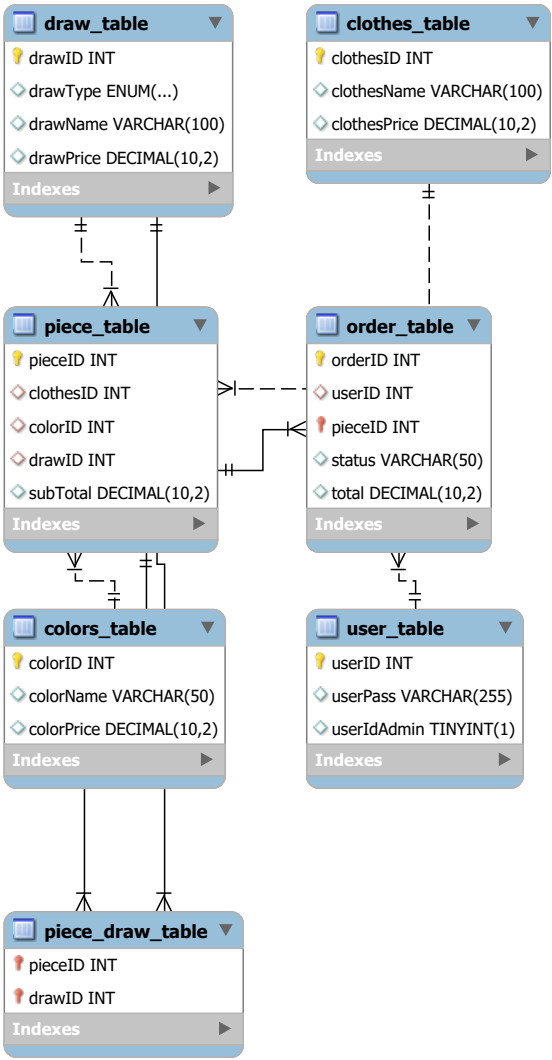 draw_table
drawID INT
drawType ENUM(...)
drawName VARCHAR(100)
drawPrice DECIMAL(10,2)
Indexes
clothes_table
clothesID INT
clothesName VARCHAR(100)
clothesPrice DECIMAL(10,2)
Indexes
piece_table
pieceID INT
clothesID INT
colorID INT
drawID INT
subTotal DECIMAL(10,2)
Indexes
order_table
orderID INT
userID INT
pieceID INT
status VARCHAR(50)
total DECIMAL(10,2)
Indexes
colors_table
colorID INT
colorName VARCHAR(50)
colorPrice DECIMAL(10,2)
Indexes
user_table
userID INT
userPass VARCHAR(255)
userIdAdmin TINYINT(1)
Indexes
piece_draw_table
pieceID INT
drawID INT
Indexes